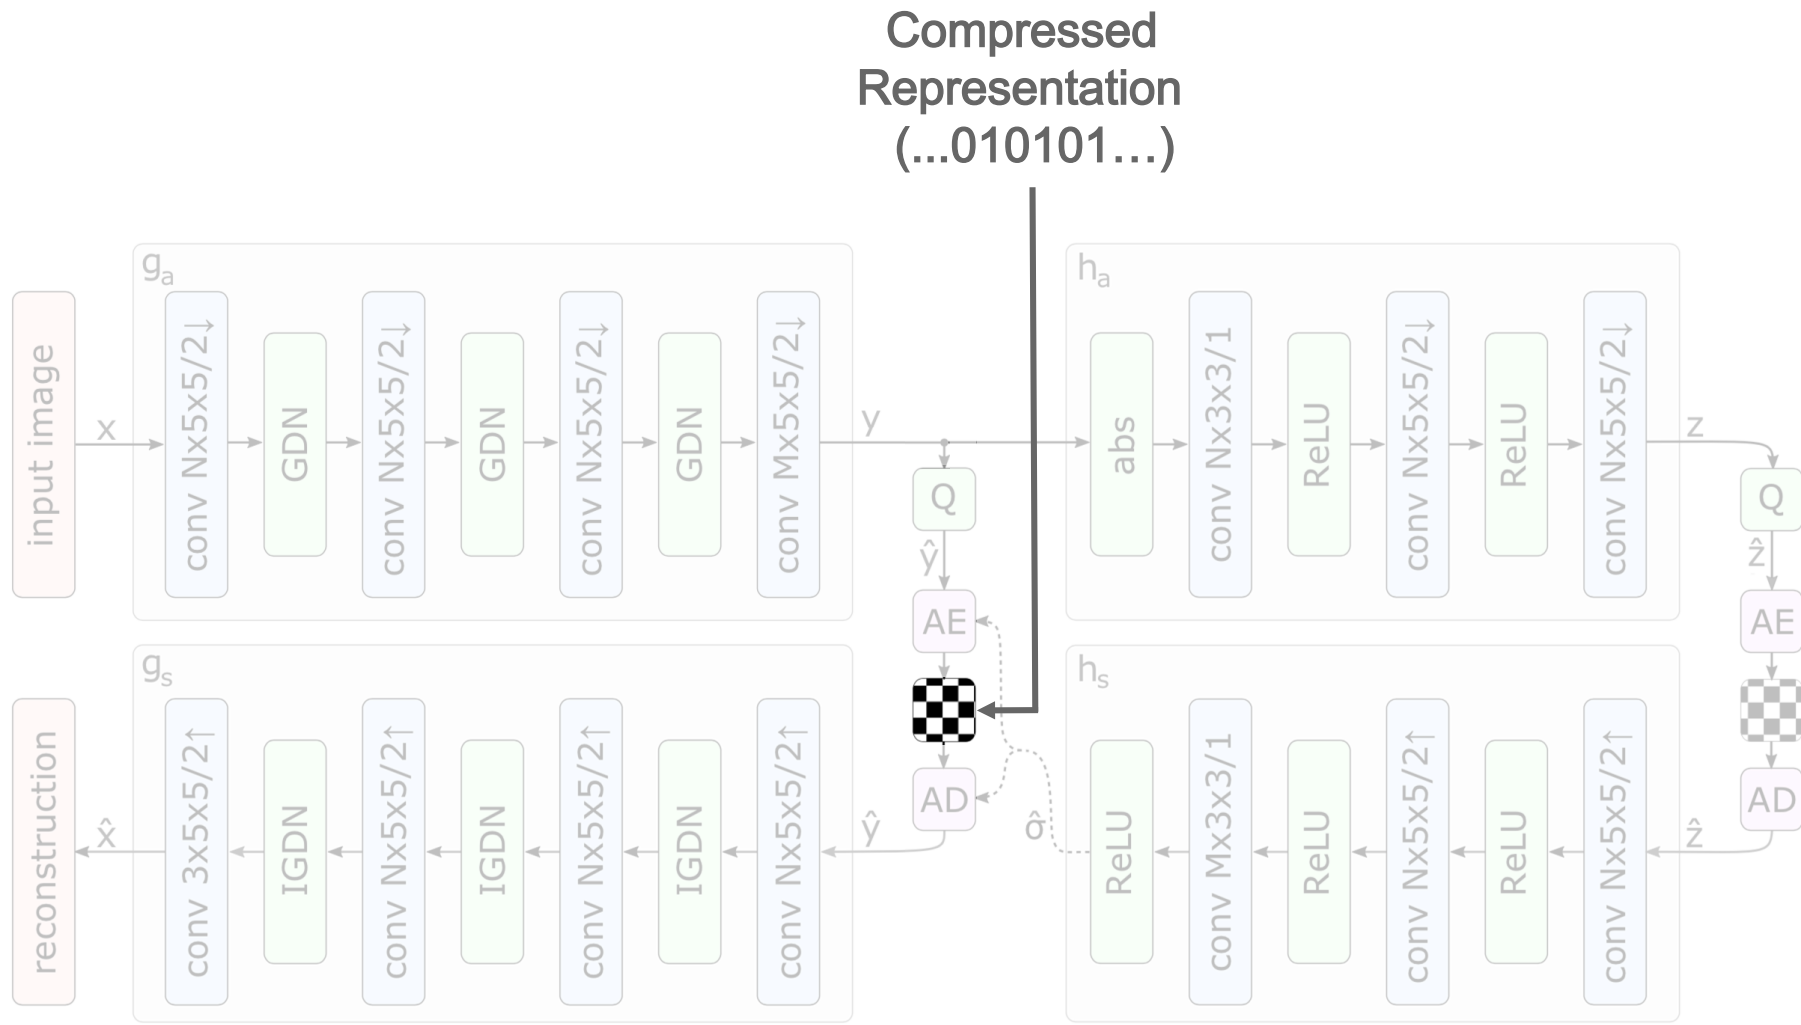 Compressed
Representation
(...010101...)
gₐ
hₐ
input image
x
conv Nx5x5/2↓
GDN
conv Nx5x5/2↓
GDN
conv Nx5x5/2↓
GDN
conv Mx5x5/2↓
y
abs
conv Nx3x3/1
ReLU
conv Nx5x5/2↓
ReLU
conv Nx5x5/2↓
z
Q
Q
ŷ
ẑ
AE
AE
gₛ
hₛ
AD
AD
reconstruction
x̂
conv 3x5x5/2↑
IGDN
conv Nx5x5/2↑
IGDN
conv Nx5x5/2↑
IGDN
conv Nx5x5/2↑
ŷ
σ̂
ReLU
conv Mx3x3/1
ReLU
conv Nx5x5/2↑
ReLU
conv Nx5x5/2↑
ẑ